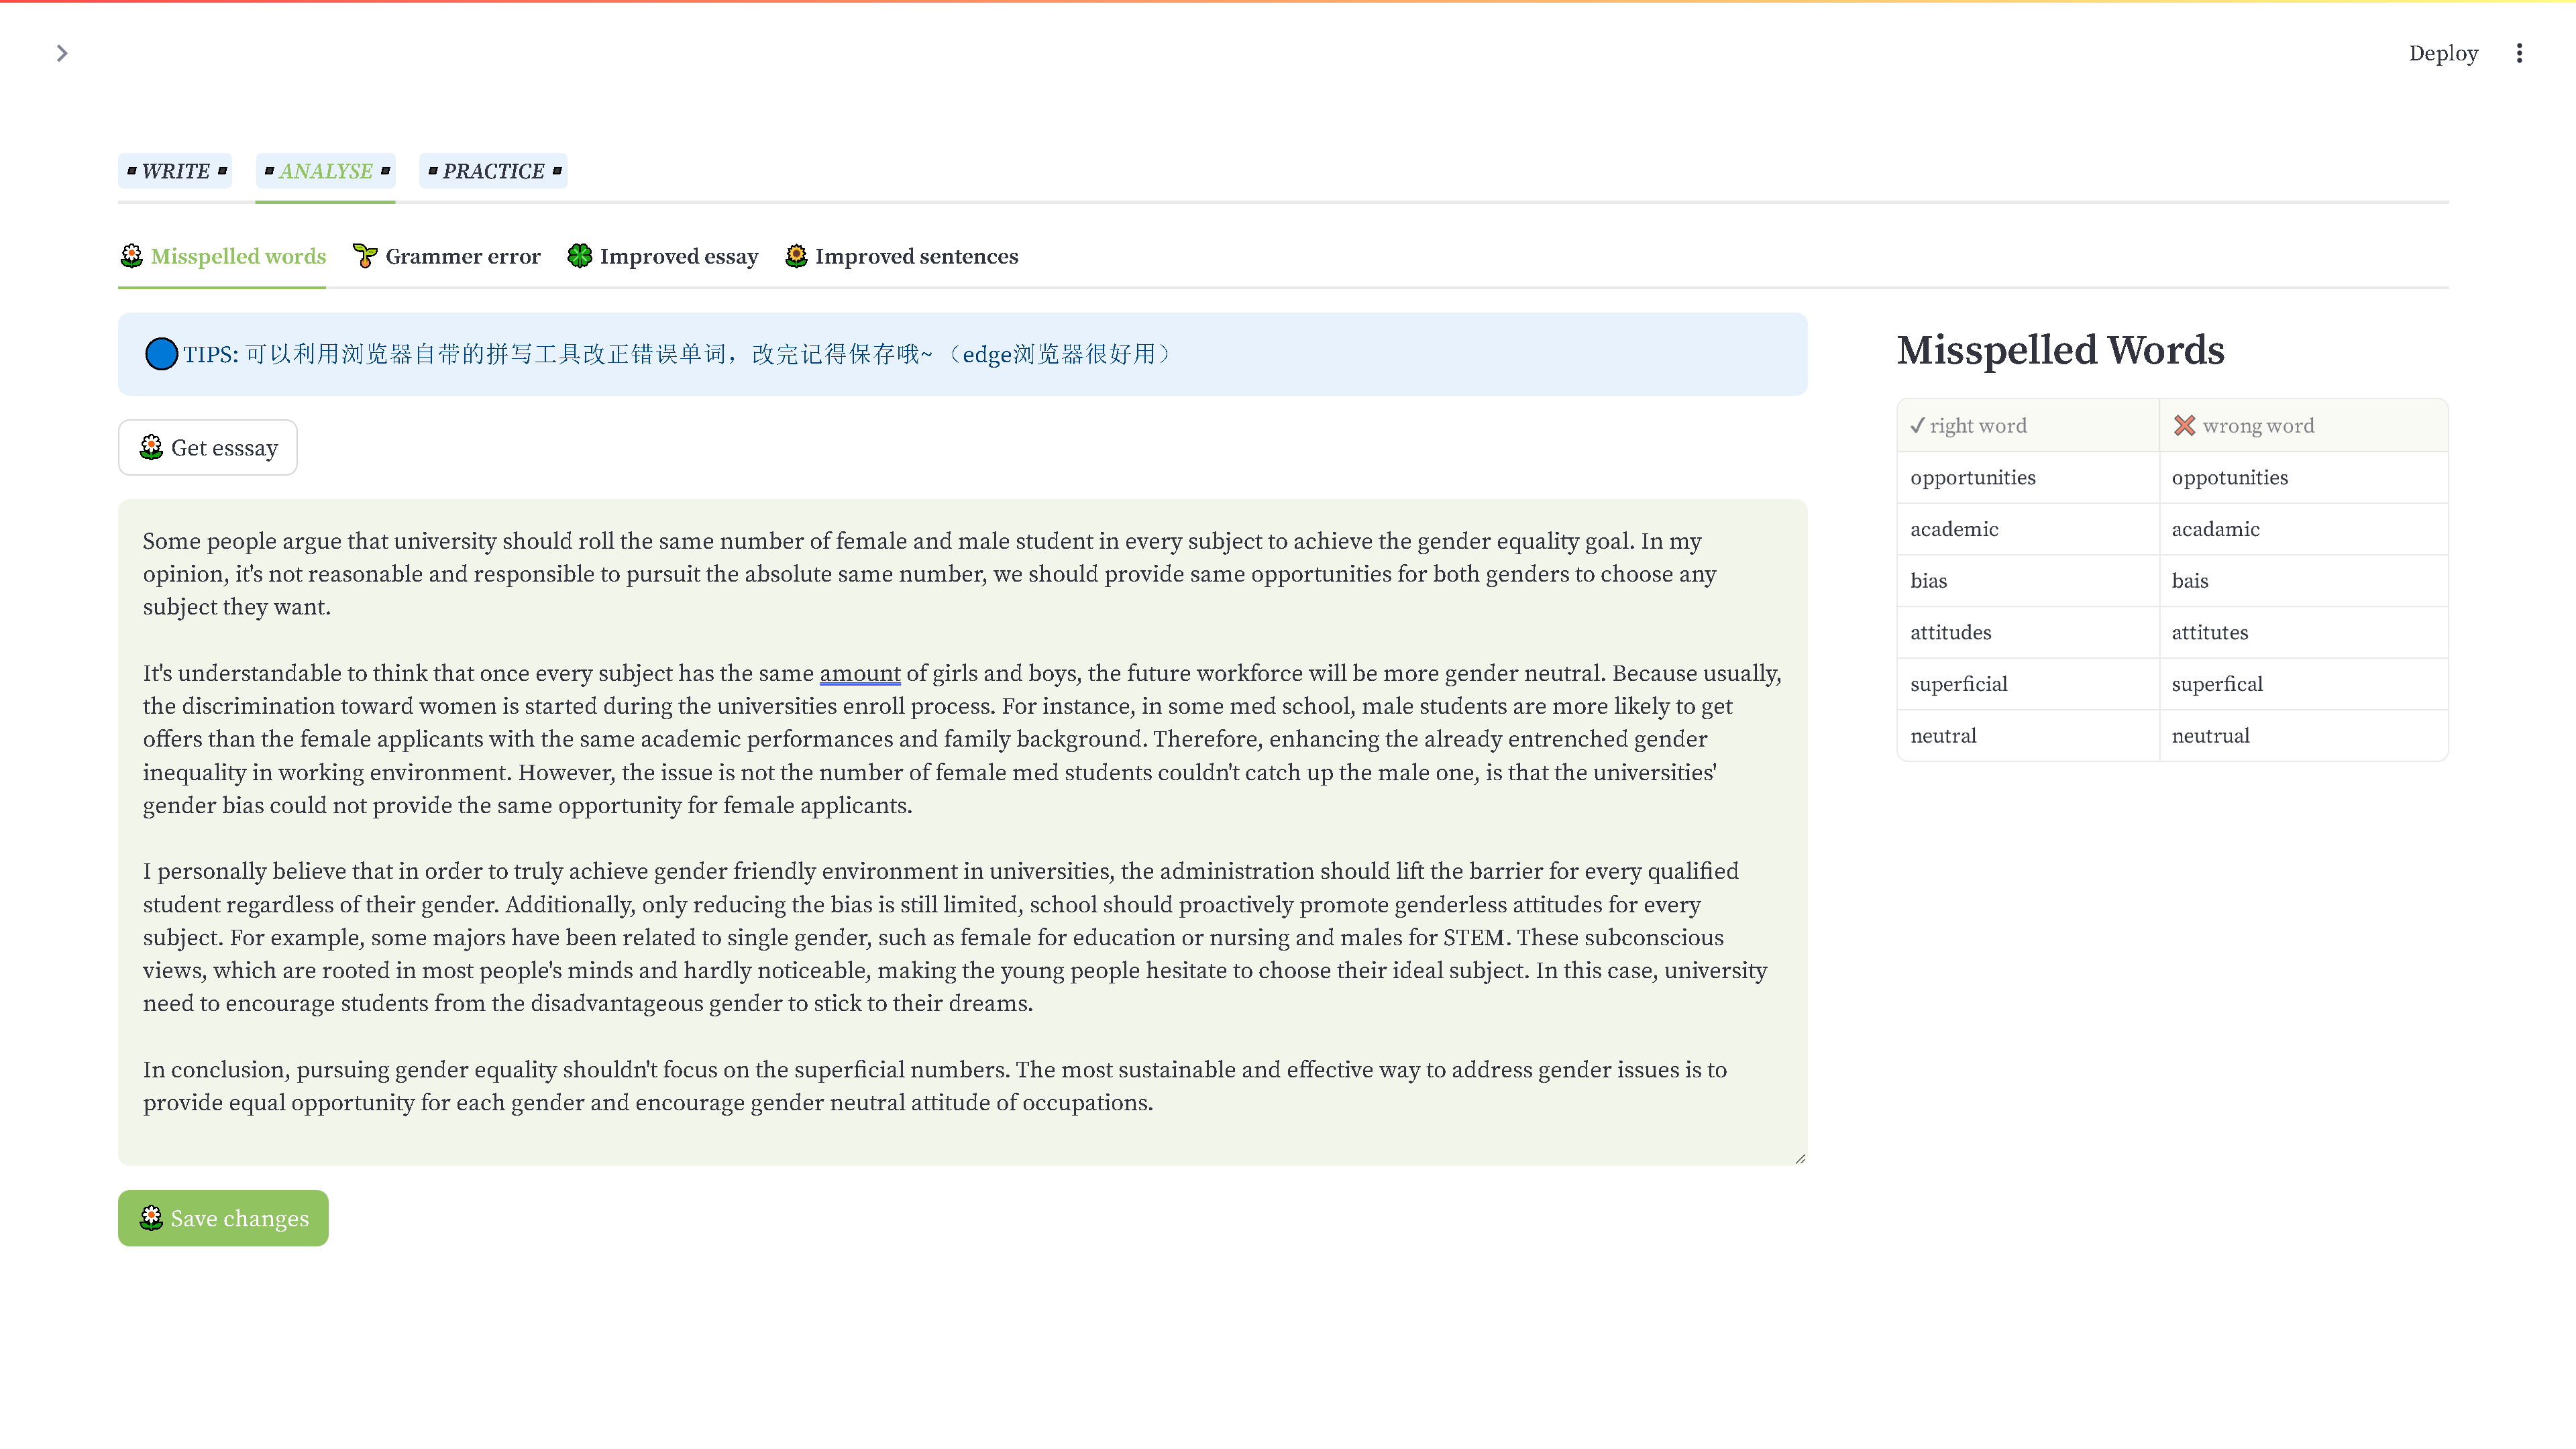 Deploy
WRITE ANALYSE PRACTICE
Misspelled words Grammer error Improved essay Improved sentences
TIPS: 可以利用浏览器自带的拼写工具改正错误单词，改完记得保存哦~ （edge浏览器很好用）
Get esssay
Some people argue that university should roll the same number of female and male student in every subject to achieve the gender equality goal. In my
opinion, it's not reasonable and responsible to pursuit the absolute same number, we should provide same opportunities for both genders to choose any
subject they want.
It's understandable to think that once every subject has the same amount of girls and boys, the future workforce will be more gender neutral. Because usually,
the discrimination toward women is started during the universities enroll process. For instance, in some med school, male students are more likely to get
offers than the female applicants with the same academic performances and family background. Therefore, enhancing the already entrenched gender
inequality in working environment. However, the issue is not the number of female med students couldn't catch up the male one, is that the universities'
gender bias could not provide the same opportunity for female applicants.
I personally believe that in order to truly achieve gender friendly environment in universities, the administration should lift the barrier for every qualified
student regardless of their gender. Additionally, only reducing the bias is still limited, school should proactively promote genderless attitudes for every
subject. For example, some majors have been related to single gender, such as female for education or nursing and males for STEM. These subconscious
views, which are rooted in most people's minds and hardly noticeable, making the young people hesitate to choose their ideal subject. In this case, university
need to encourage students from the disadvantageous gender to stick to their dreams.
In conclusion, pursuing gender equality shouldn't focus on the superficial numbers. The most sustainable and effective way to address gender issues is to
provide equal opportunity for each gender and encourage gender neutral attitude of occupations.
Save changes
Misspelled Words
✓ right word ❌ wrong word
opportunities oppotunities
academic acadamic
bias bais
attitudes attitutes
superficial superfical
neutral neutrual